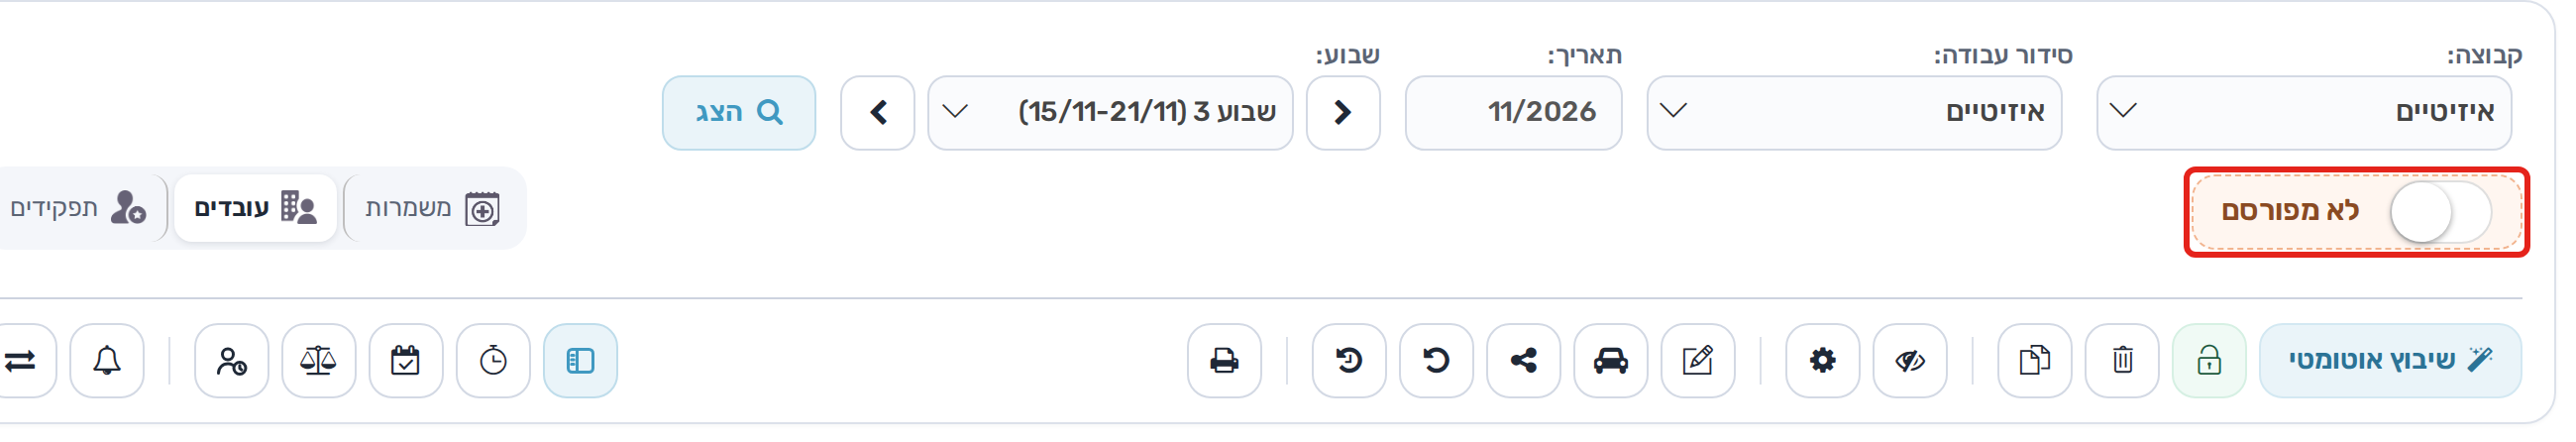 קבוצה: סידור עבודה: תאריך: שבוע:
איזיטיים איזיטיים 11/2026 שבוע 3 (15/11-21/11) הצג
לא מפורסם משמרות עובדים תפקידים
שיבוץ אוטומטי